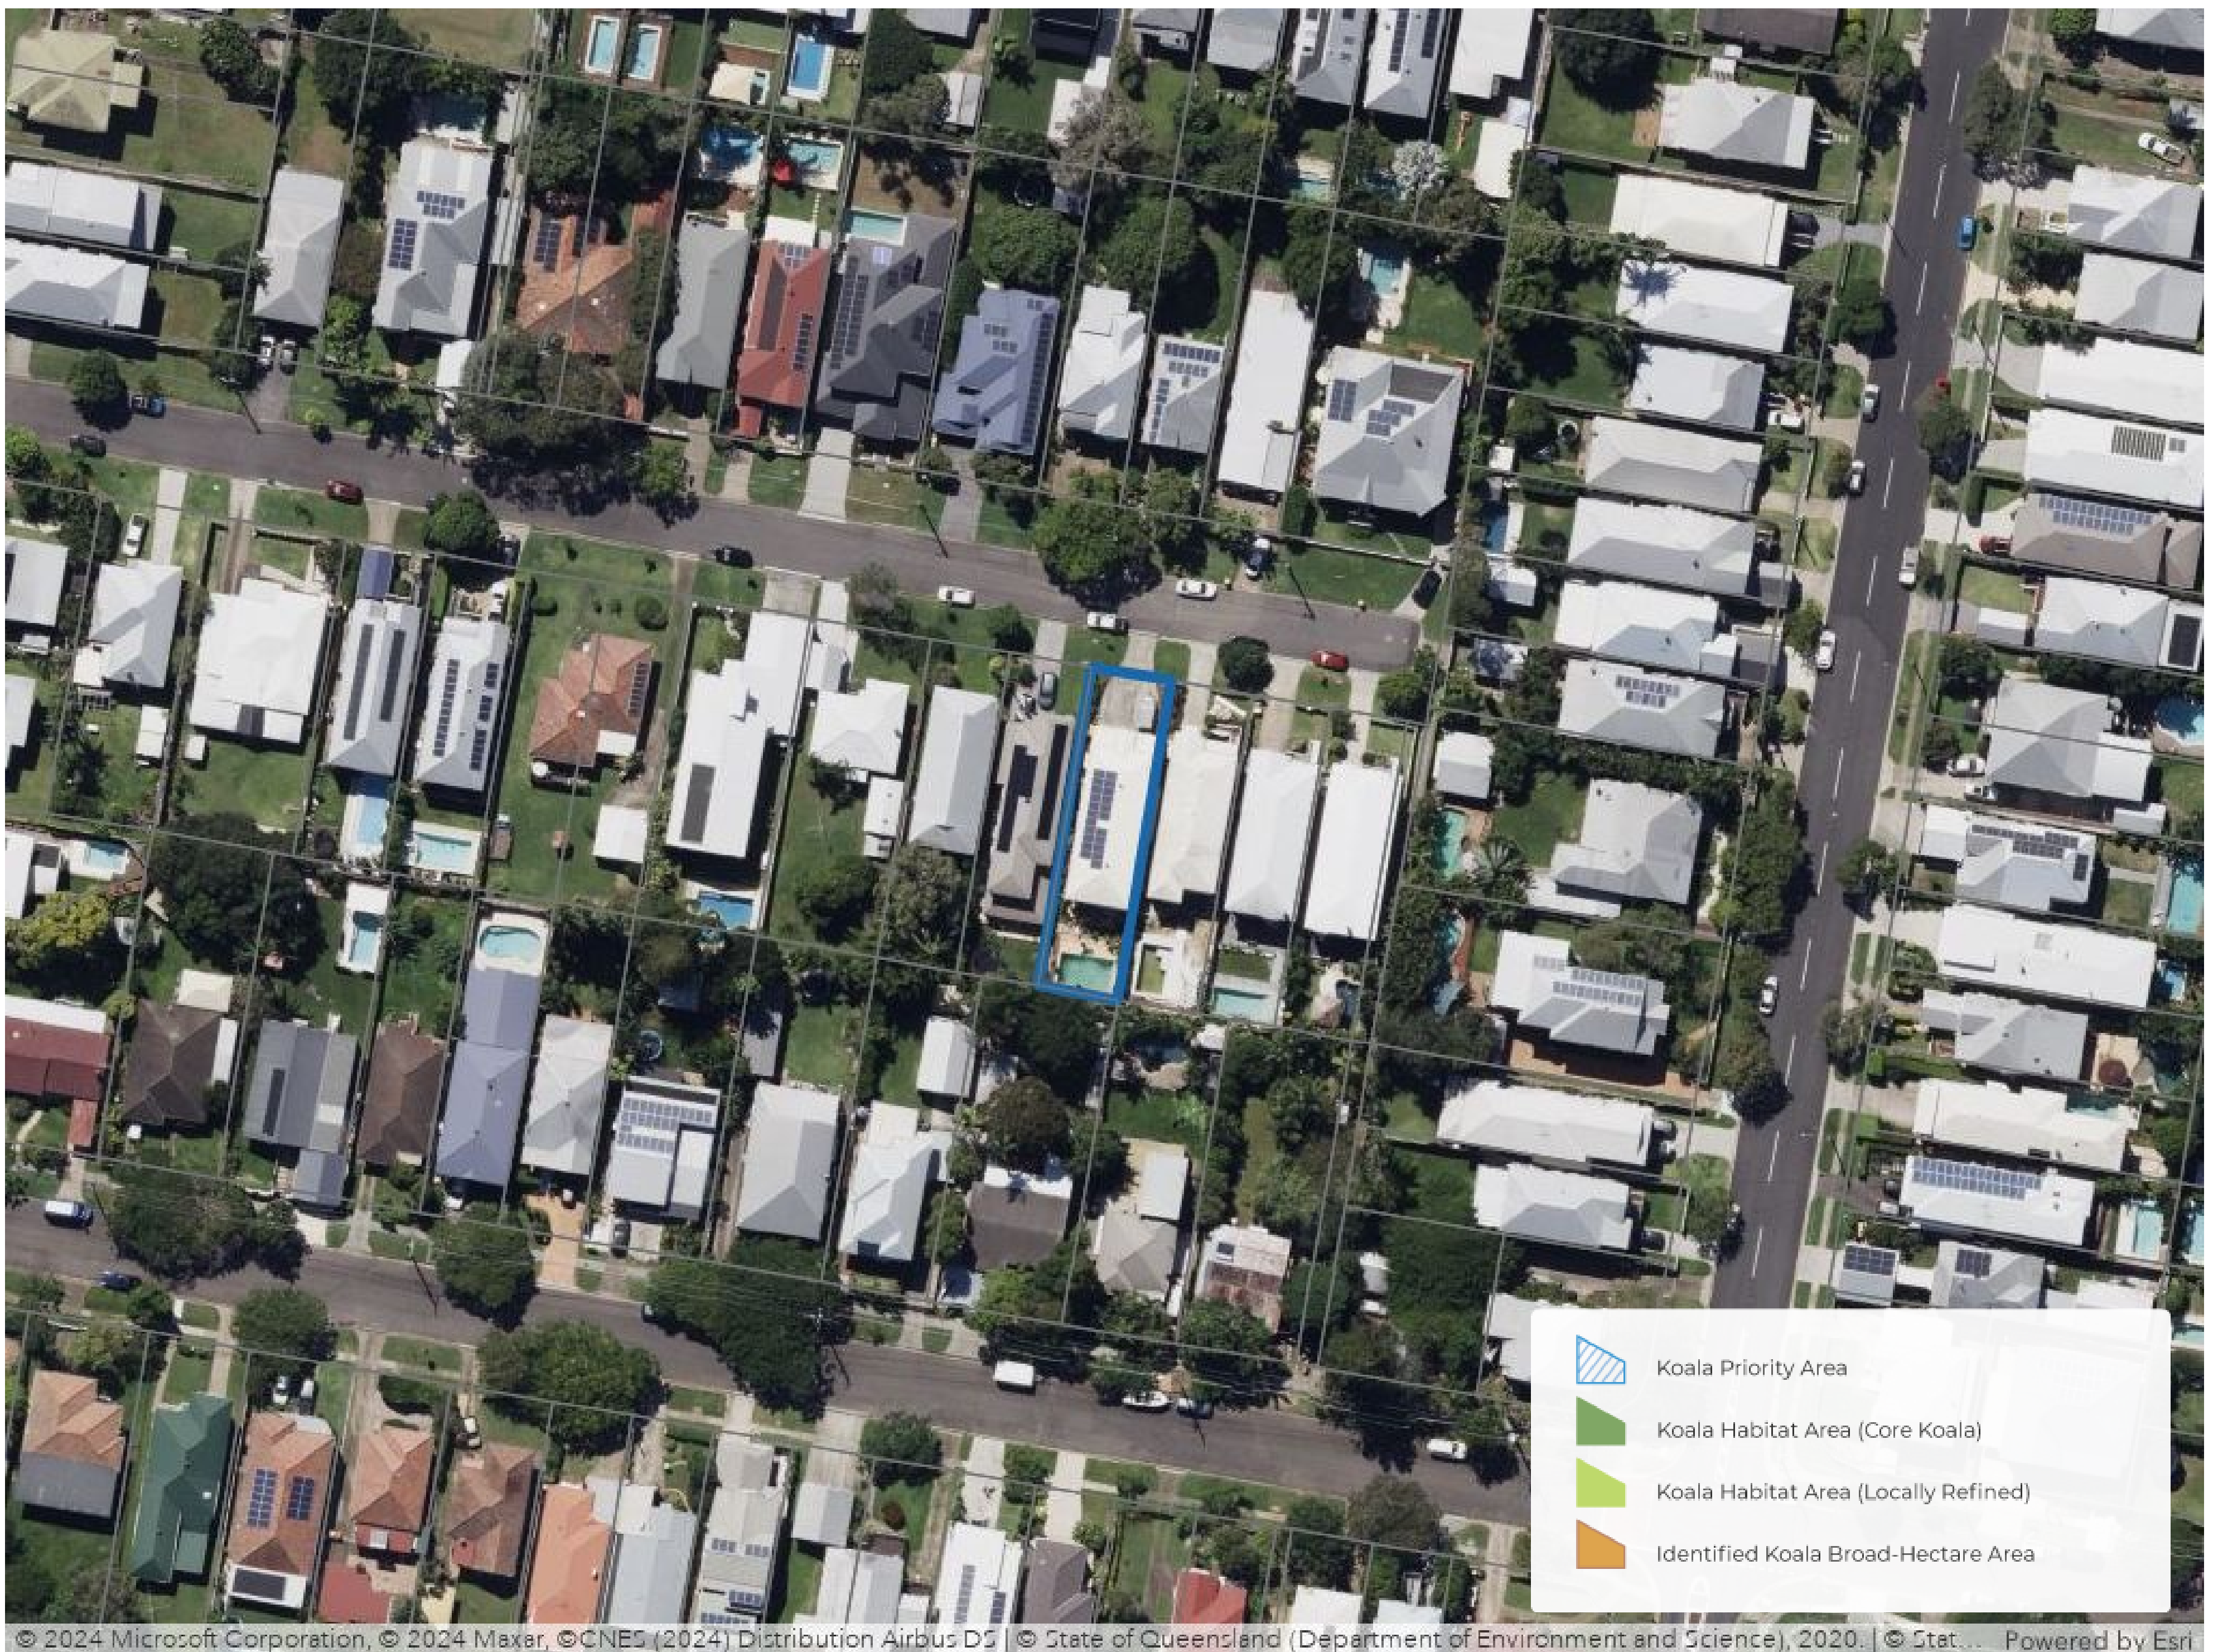 Koala Priority Area
Koala Habitat Area (Core Koala)
Koala Habitat Area (Locally Refined)
Identified Koala Broad-Hectare Area
© 2024 Microsoft Corporation, © 2024 Maxar, ©CNES (2024) Distribution Airbus DS | © State of Queensland (Department of Environment and Science), 2020. | © Stat... Powered by Esri